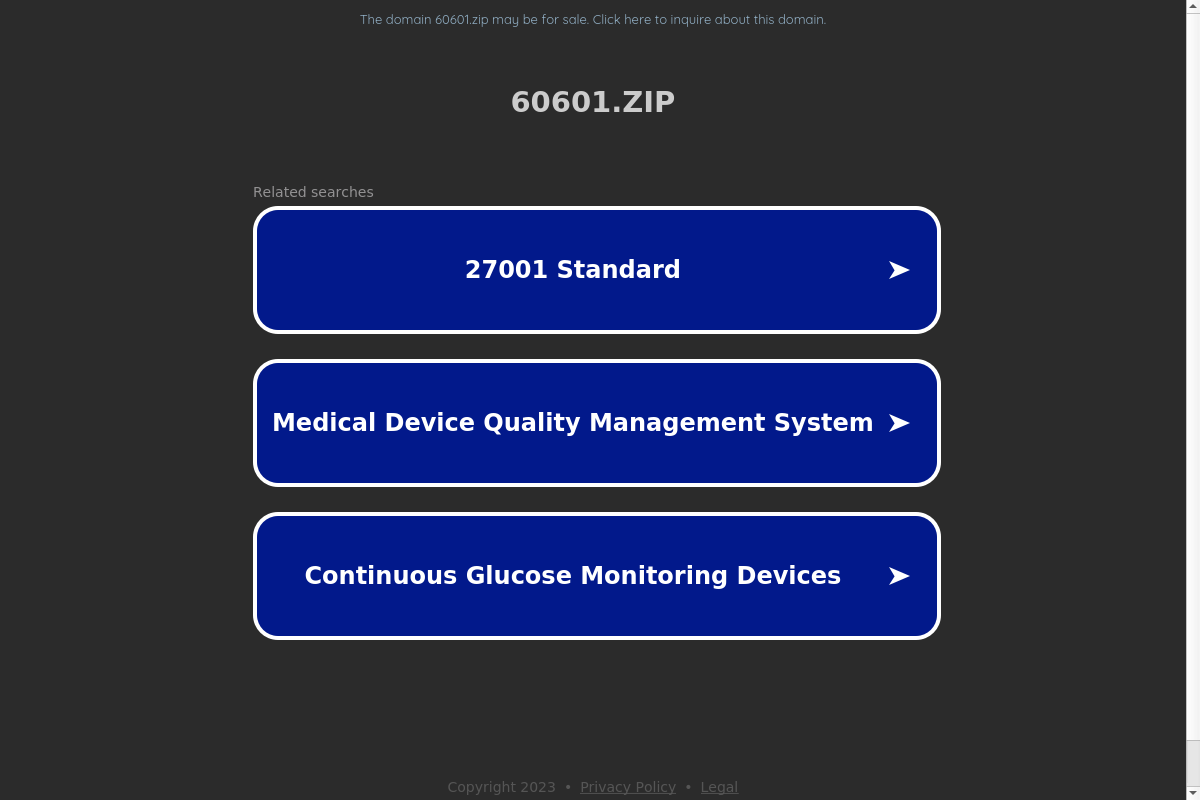 The domain 60601.zip may be for sale. Click here to inquire about this domain.
60601.ZIP
Related searches
27001 Standard
Medical Device Quality Management System
Continuous Glucose Monitoring Devices
Copyright 2023 • Privacy Policy • Legal